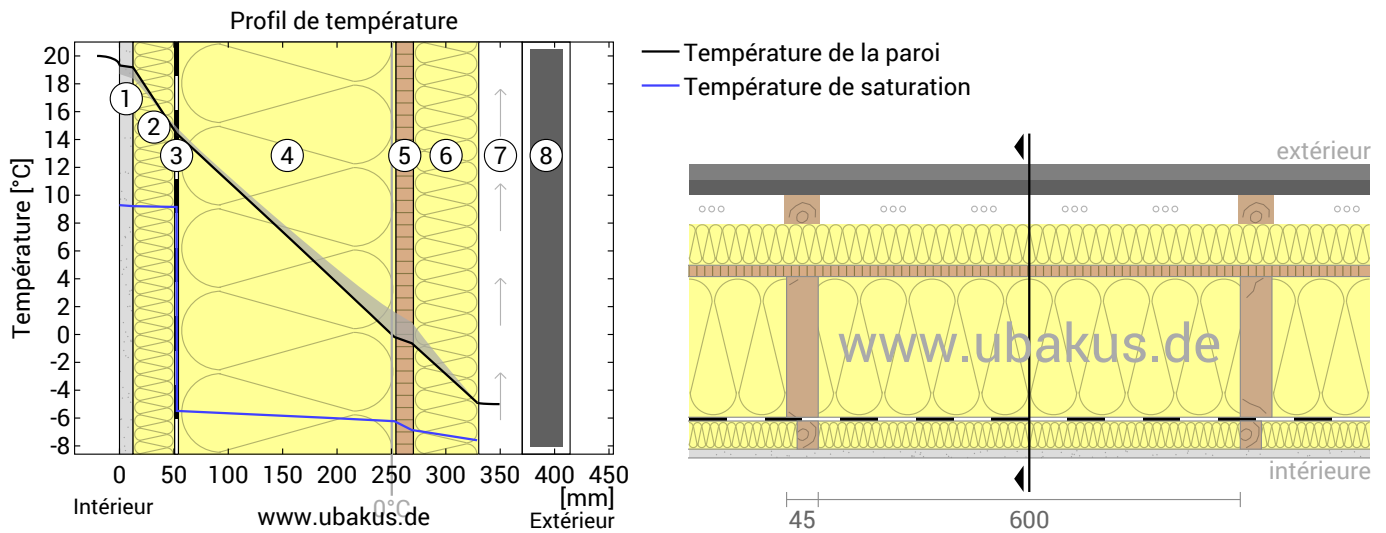 Profil de température
Température [°C]
20
18
16
14
12
10
8
6
4
2
0
-2
-4
-6
-8
1
2
3
4
5
6
7
8
0 50 100 150 200 250 300 350 400 450
[mm]
Intérieur
0°C
www.ubakus.de
Extérieur
Température de la paroi
Température de saturation
extérieur
www.ubakus.de
intérieure
45
600